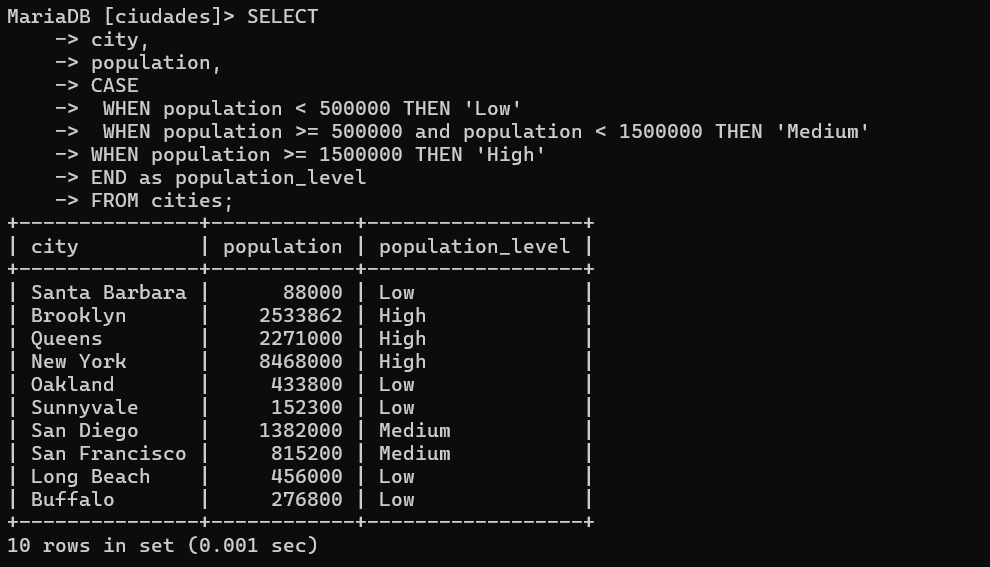 MariaDB [ciudades]> SELECT
    -> city,
    -> population,
    -> CASE
    ->  WHEN population < 500000 THEN 'Low'
    ->  WHEN population >= 500000 and population < 1500000 THEN 'Medium'
    -> WHEN population >= 1500000 THEN 'High'
    -> END as population_level
    -> FROM cities;
+---------------+------------+------------------+
| city          | population | population_level |
+---------------+------------+------------------+
| Santa Barbara |      88000 | Low              |
| Brooklyn      |    2533862 | High             |
| Queens        |    2271000 | High             |
| New York      |    8468000 | High             |
| Oakland       |     433800 | Low              |
| Sunnyvale     |     152300 | Low              |
| San Diego     |    1382000 | Medium           |
| San Francisco |     815200 | Medium           |
| Long Beach    |     456000 | Low              |
| Buffalo       |     276800 | Low              |
+---------------+------------+------------------+
10 rows in set (0.001 sec)